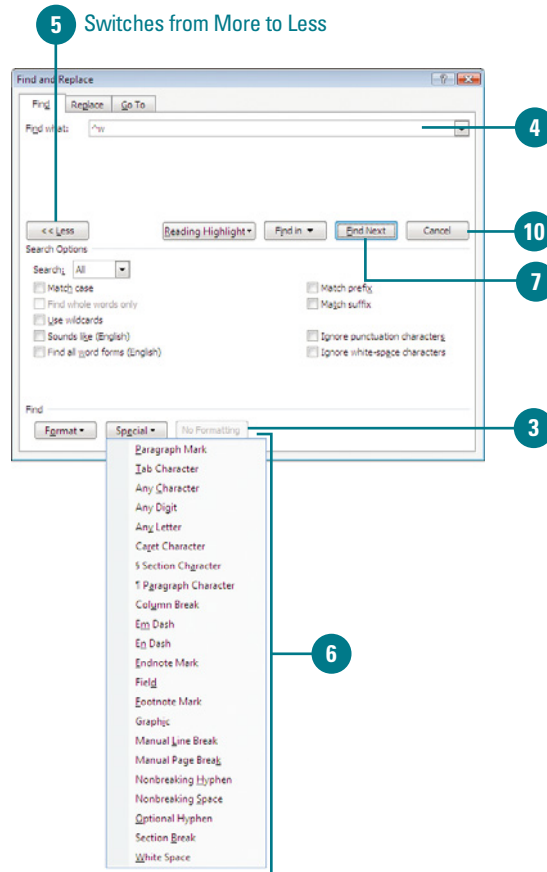 5 Switches from More to Less
Find and Replace
Find Replace Go To
Find what: ^w
4
<< Less Reading Highlight Find in Find Next Cancel
10
7
Search Options
Search: All
Match case Match prefix
Find whole words only Match suffix
Use wildcards
Sounds like (English) Ignore punctuation characters
Find all word forms (English) Ignore white-space characters
Find
Format Special No Formatting
3
Paragraph Mark
Tab Character
Any Character
Any Digit
Any Letter
Caret Character
§ Section Character
¶ Paragraph Character
Column Break
Em Dash
En Dash
Endnote Mark
6
Field
Footnote Mark
Graphic
Manual Line Break
Manual Page Break
Nonbreaking Hyphen
Nonbreaking Space
Optional Hyphen
Section Break
White Space